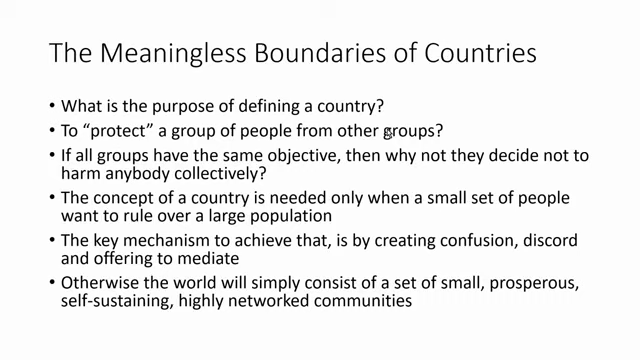 The Meaningless Boundaries of Countries
• What is the purpose of defining a country?
• To “protect” a group of people from other groups?
• If all groups have the same objective, then why not they decide not to
harm anybody collectively?
• The concept of a country is needed only when a small set of people
want to rule over a large population
• The key mechanism to achieve that, is by creating confusion, discord
and offering to mediate
• Otherwise the world will simply consist of a set of small, prosperous,
self-sustaining, highly networked communities